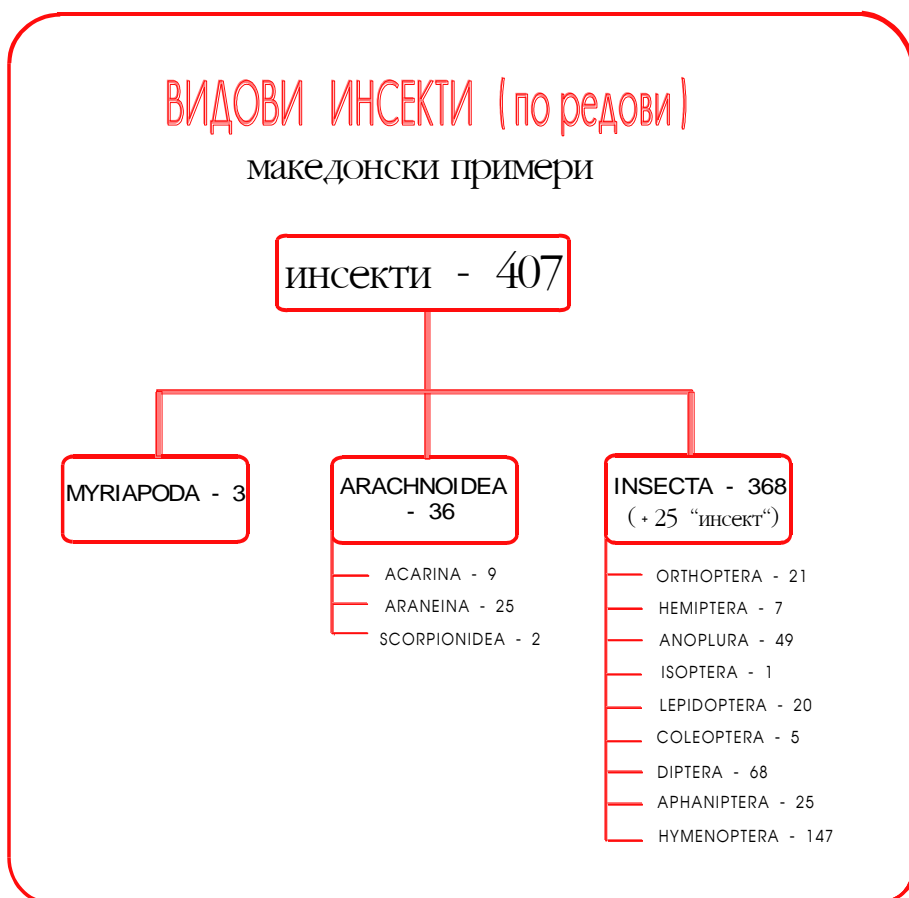 ВИДОВИ ИНСЕКТИ (по редови)
македонски примери
инсекти - 407
MYRIAPODA - 3
ARACHNOIDEA
- 36
INSECTA - 368
(+ 25 “инсект“)
ACARINA - 9
ARANEINA - 25
SCORPIONIDEA - 2
ORTHOPTERA - 21
HEMIPTERA - 7
ANOPLURA - 49
ISOPTERA - 1
LEPIDOPTERA - 20
COLEOPTERA - 5
DIPTERA - 68
APHANIPTERA - 25
HYMENOPTERA - 147